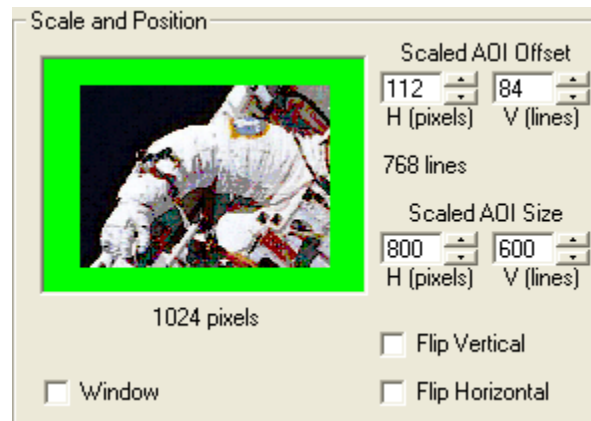 Scale and Position
Scaled AOI Offset
112 84
H (pixels) V (lines)
768 lines
Scaled AOI Size
800 600
H (pixels) V (lines)
1024 pixels
Flip Vertical
Window
Flip Horizontal